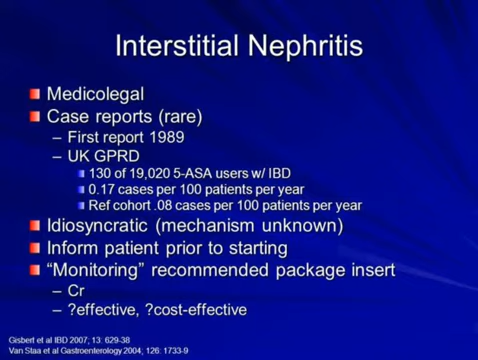 Interstitial Nephritis
Medicolegal
Case reports (rare)
– First report 1989
– UK GPRD
130 of 19,020 5-ASA users w/ IBD
0.17 cases per 100 patients per year
Ref cohort .08 cases per 100 patients per year
Idiosyncratic (mechanism unknown)
Inform patient prior to starting
“Monitoring” recommended package insert
– Cr
– ?effective, ?cost-effective
Gisbert et al IBD 2007; 13: 629-38
Van Staa et al Gastroenterology 2004; 126: 1733-9